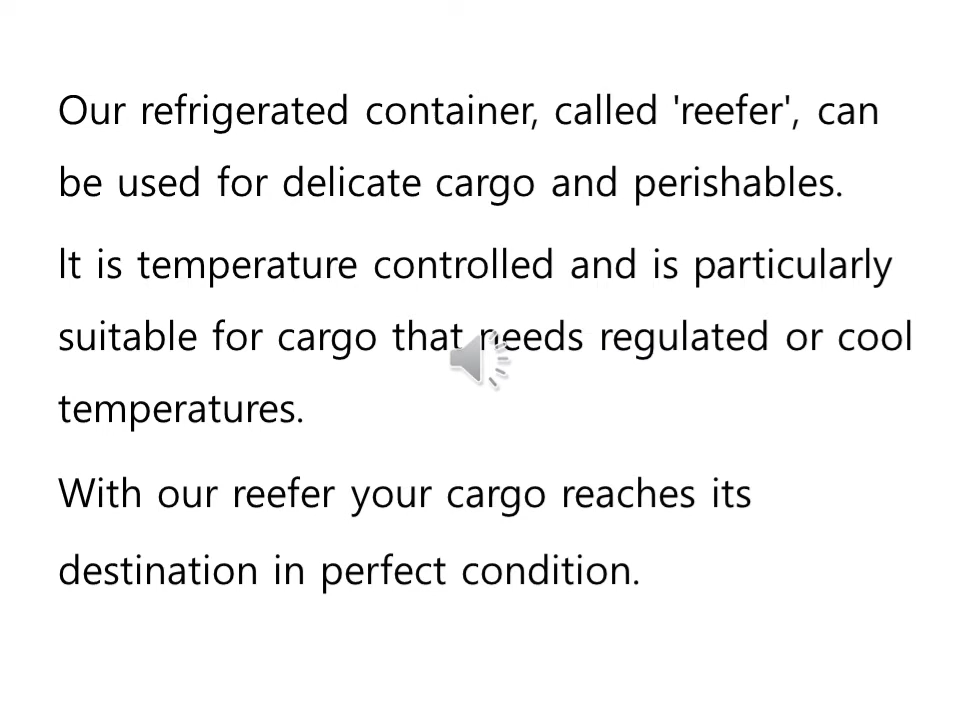 Our refrigerated container, called 'reefer', can
be used for delicate cargo and perishables.
It is temperature controlled and is particularly
suitable for cargo that needs regulated or cool
temperatures.
With our reefer your cargo reaches its
destination in perfect condition.